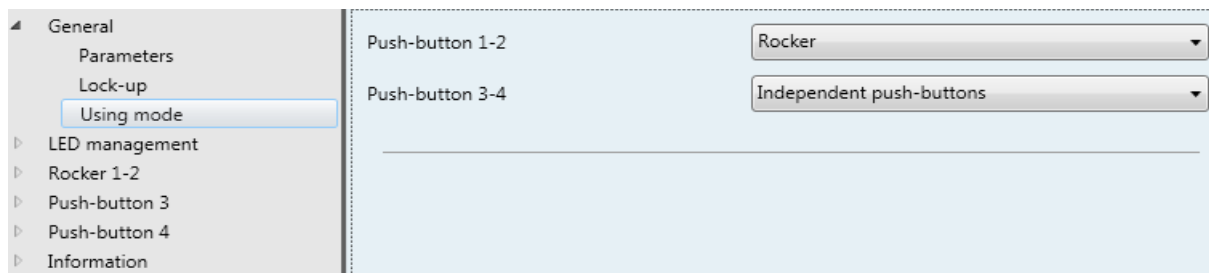 General
Parameters
Lock-up
Using mode
LED management
Rocker 1-2
Push-button 3
Push-button 4
Information
Push-button 1-2 Rocker
Push-button 3-4 Independent push-buttons